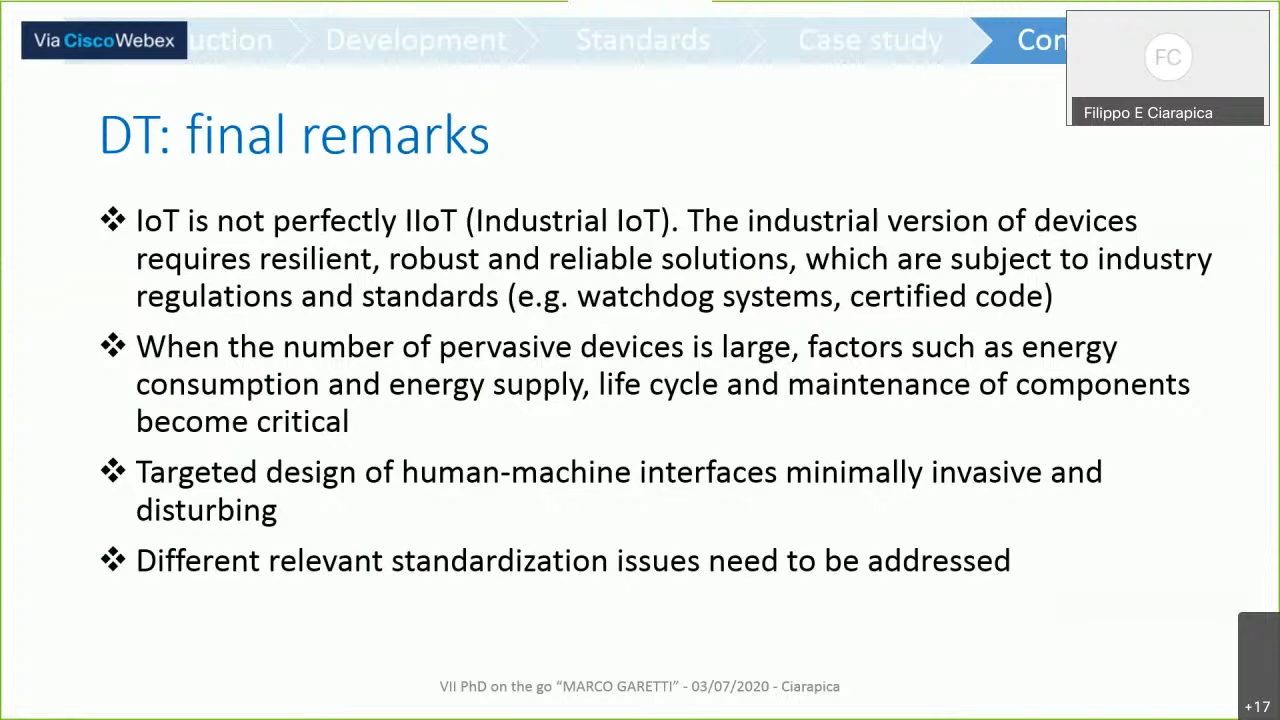 Via Cisco Webex
Development
Standards
Case study
FC
Filippo E Ciarapica
DT: final remarks
❖ IoT is not perfectly IIoT (Industrial IoT). The industrial version of devices
requires resilient, robust and reliable solutions, which are subject to industry
regulations and standards (e.g. watchdog systems, certified code)
❖ When the number of pervasive devices is large, factors such as energy
consumption and energy supply, life cycle and maintenance of components
become critical
❖ Targeted design of human-machine interfaces minimally invasive and
disturbing
❖ Different relevant standardization issues need to be addressed
VII PhD on the go “MARCO GARETTI” - 03/07/2020 - Ciarapica
+17